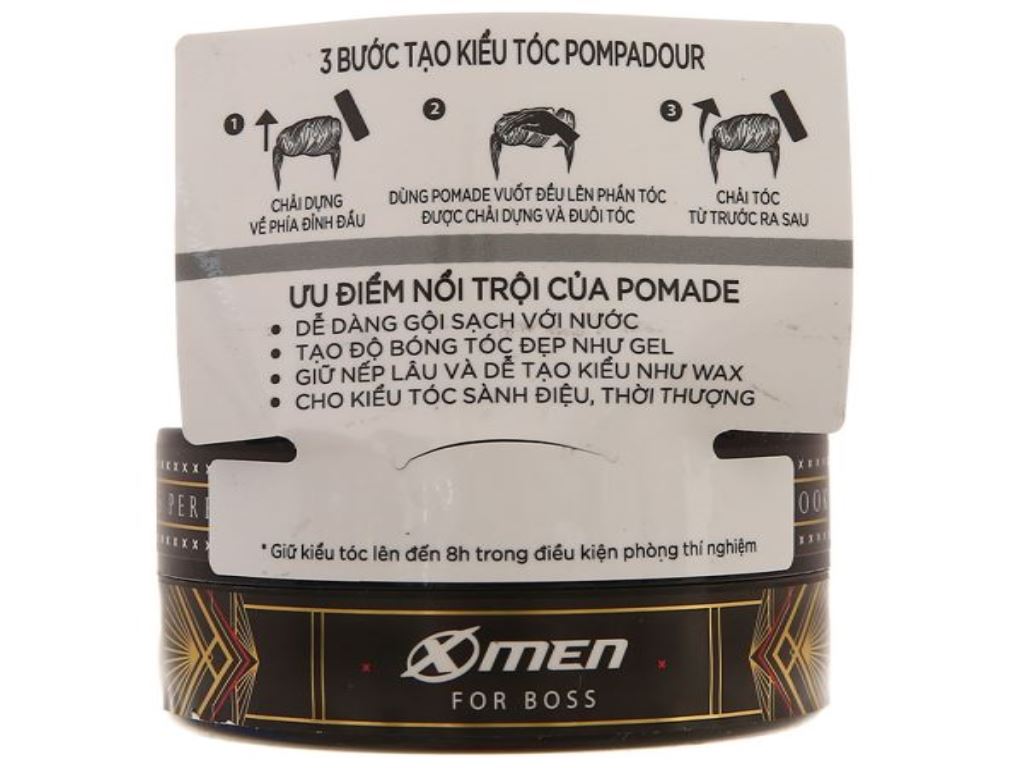 3 BƯỚC TẠO KIỂU TÓC POMPADOUR
1
2
3
CHẢI DỰNG
VỀ PHÍA ĐỈNH ĐẦU
DÙNG POMADE VUỐT ĐỀU LÊN PHẦN TÓC
ĐƯỢC CHẢI DỰNG VÀ ĐUÔI TÓC
CHẢI TÓC
TỪ TRƯỚC RA SAU
ƯU ĐIỂM NỔI TRỘI CỦA POMADE
• DỄ DÀNG GỘI SẠCH VỚI NƯỚC
• TẠO ĐỘ BÓNG TÓC ĐẸP NHƯ GEL
• GIỮ NẾP LÂU VÀ DỄ TẠO KIỂU NHƯ WAX
• CHO KIỂU TÓC SÀNH ĐIỆU, THỜI THƯỢNG
* Giữ kiểu tóc lên đến 8h trong điều kiện phòng thí nghiệm
XMEN
FOR BOSS